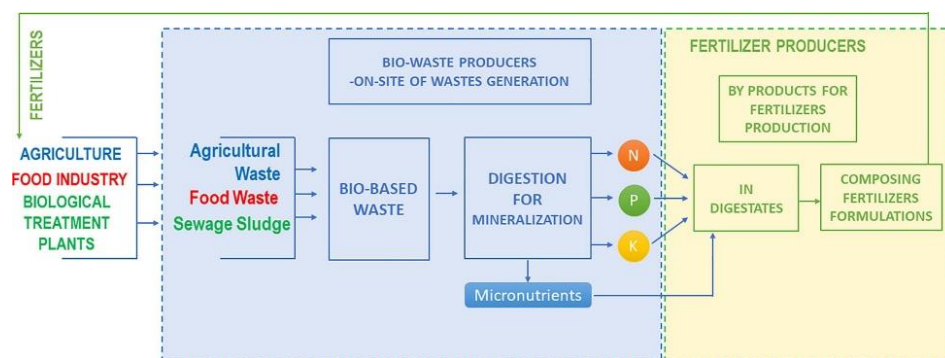 FERTILIZERS
AGRICULTURE
FOOD INDUSTRY
BIOLOGICAL
TREATMENT
PLANTS
BIO-WASTE PRODUCERS
-ON-SITE OF WASTES GENERATION
Agricultural
Waste
Food Waste
Sewage Sludge
BIO-BASED
WASTE
DIGESTION
FOR
MINERALIZATION
N
P
K
Micronutrients
FERTILIZER PRODUCERS
BY PRODUCTS FOR
FERTILIZERS
PRODUCTION
IN
DIGESTATES
COMPOSING
FERTILIZERS
FORMULATIONS